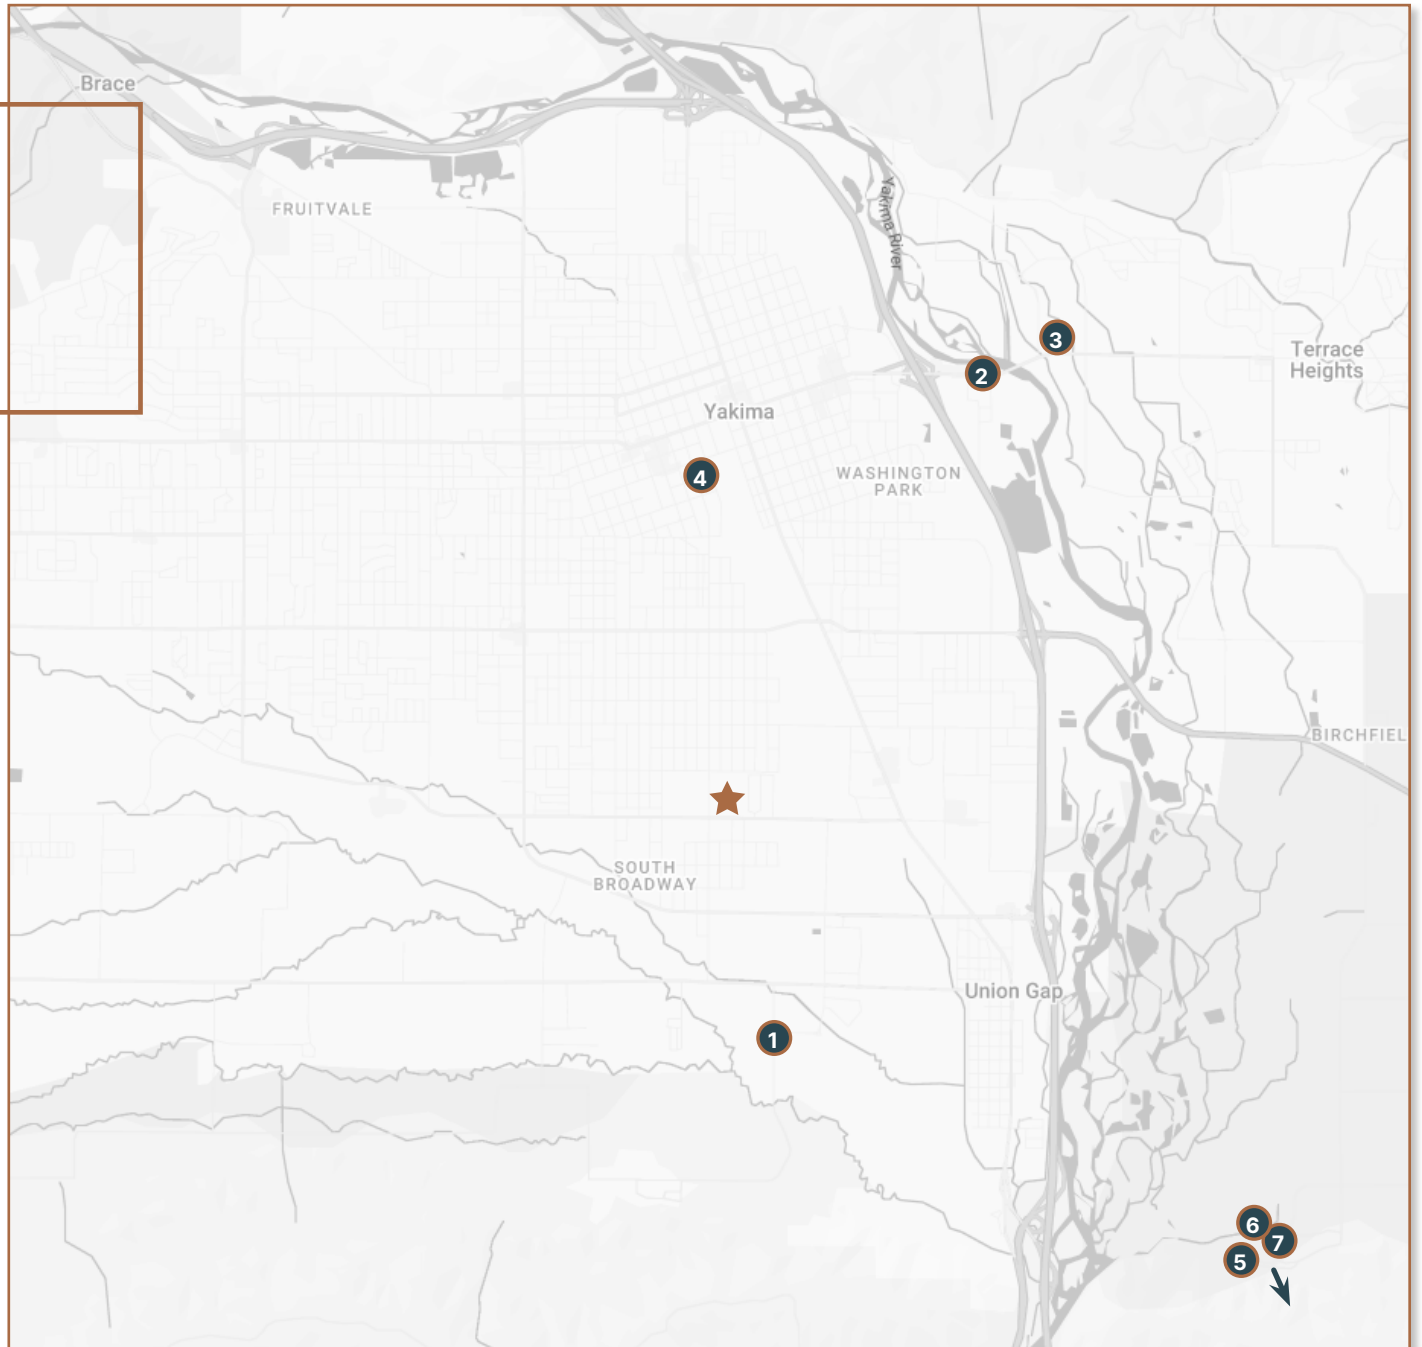 Brace
FRUITVALE
Yakima River
3
Terrace
Heights
2
Yakima
4
WASHINGTON
PARK
BIRCHFIEL
SOUTH
BROADWAY
Union Gap
1
6
7
5